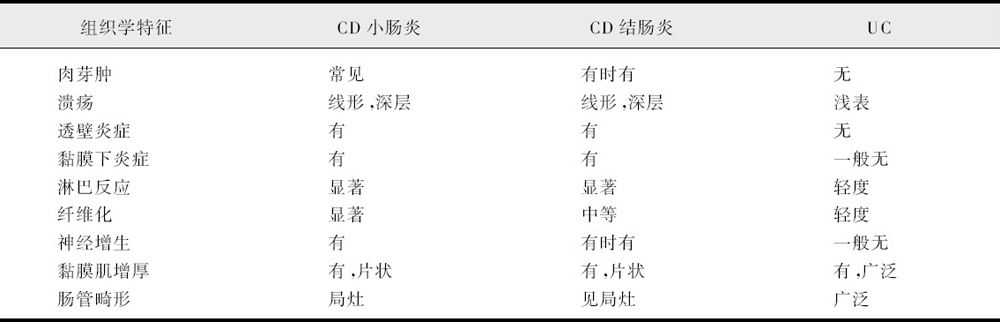 组织学特征 CD 小肠炎 CD 结肠炎 UC
肉芽肿 常见 有时有 无
溃疡 线形,深层 线形,深层 浅表
透壁炎症 有 有 无
黏膜下炎症 有 有 一般无
淋巴反应 显著 显著 轻度
纤维化 显著 中等 轻度
神经增生 有 有时有 一般无
黏膜肌增厚 有,片状 有,片状 有,广泛
肠管畸形 局灶 见局灶 广泛